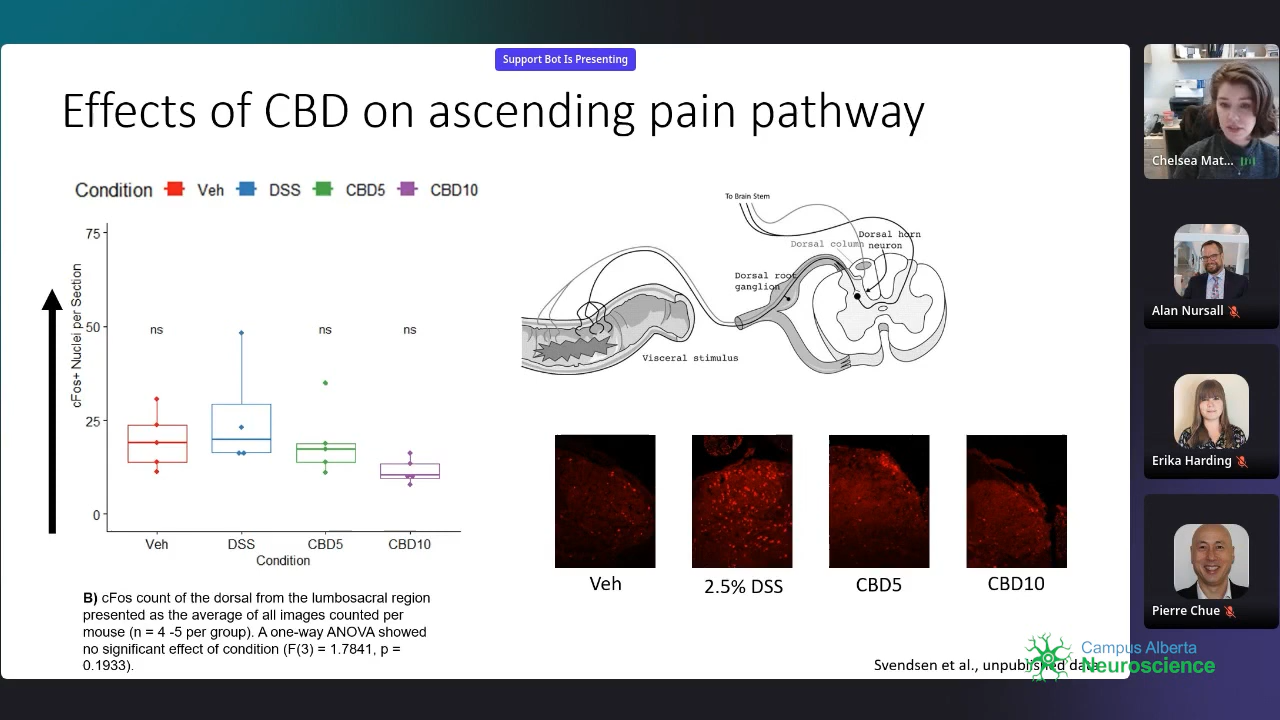 Support Bot Is Presenting
Effects of CBD on ascending pain pathway
Condition Veh DSS CBD5 CBD10
75
50
25
0
cFos+ Nuclei per Section
ns
ns
ns
Veh DSS CBD5 CBD10
Condition
B) cFos count of the dorsal from the lumbosacral region
presented as the average of all images counted per
mouse (n = 4 -5 per group). A one-way ANOVA showed
no significant effect of condition (F(3) = 1.7841, p =
0.1933).
To Brain Stem
Dorsal column
Dorsal horn
neuron
Dorsal root
ganglion
Visceral stimulus
Veh 2.5% DSS CBD5 CBD10
Svendsen et al., unpublished data
Chelsea Mat...
Alan Nursall
Erika Harding
Pierre Chue
Campus Alberta
Neuroscience